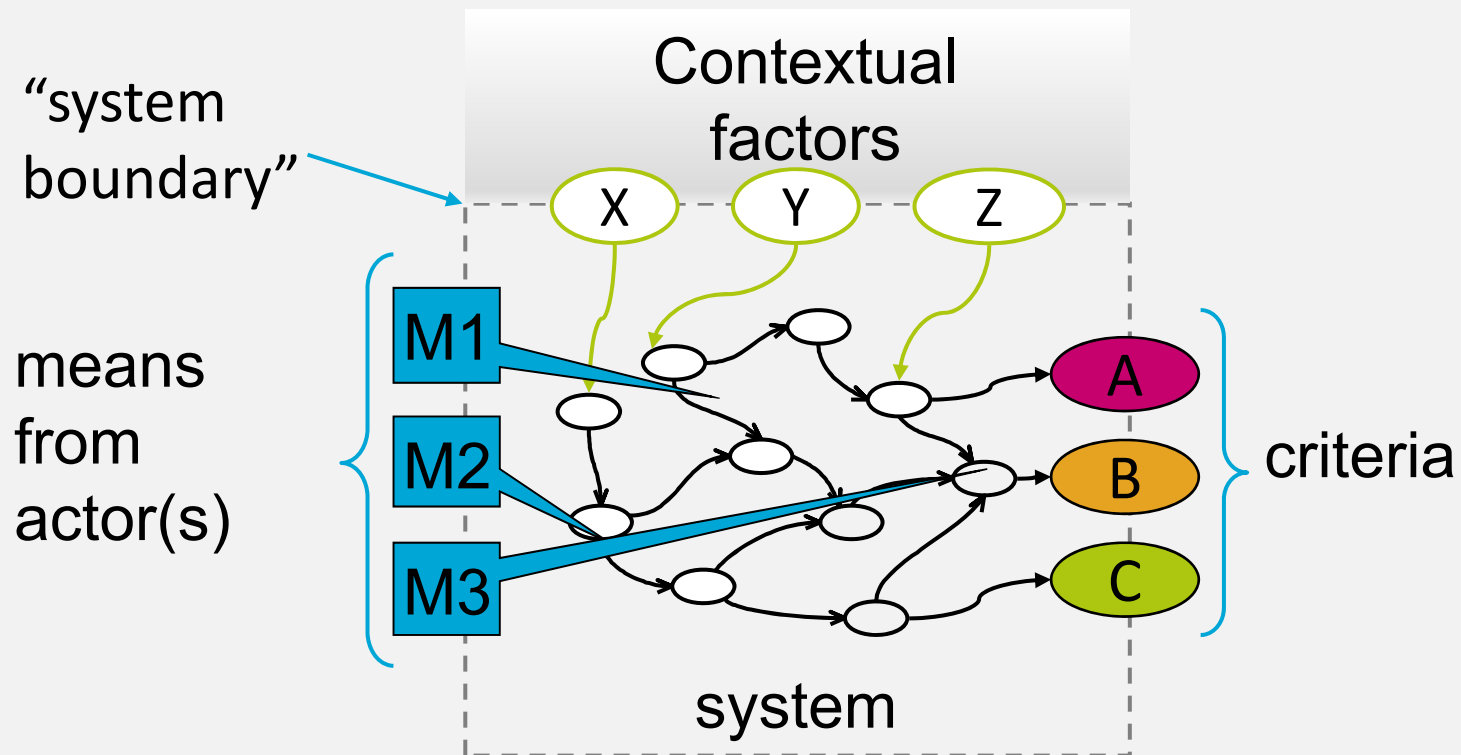 Contextual
factors
“system
boundary”
X
Y
Z
M1
M2
M3
means
from
actor(s)
A
B
C
criteria
system